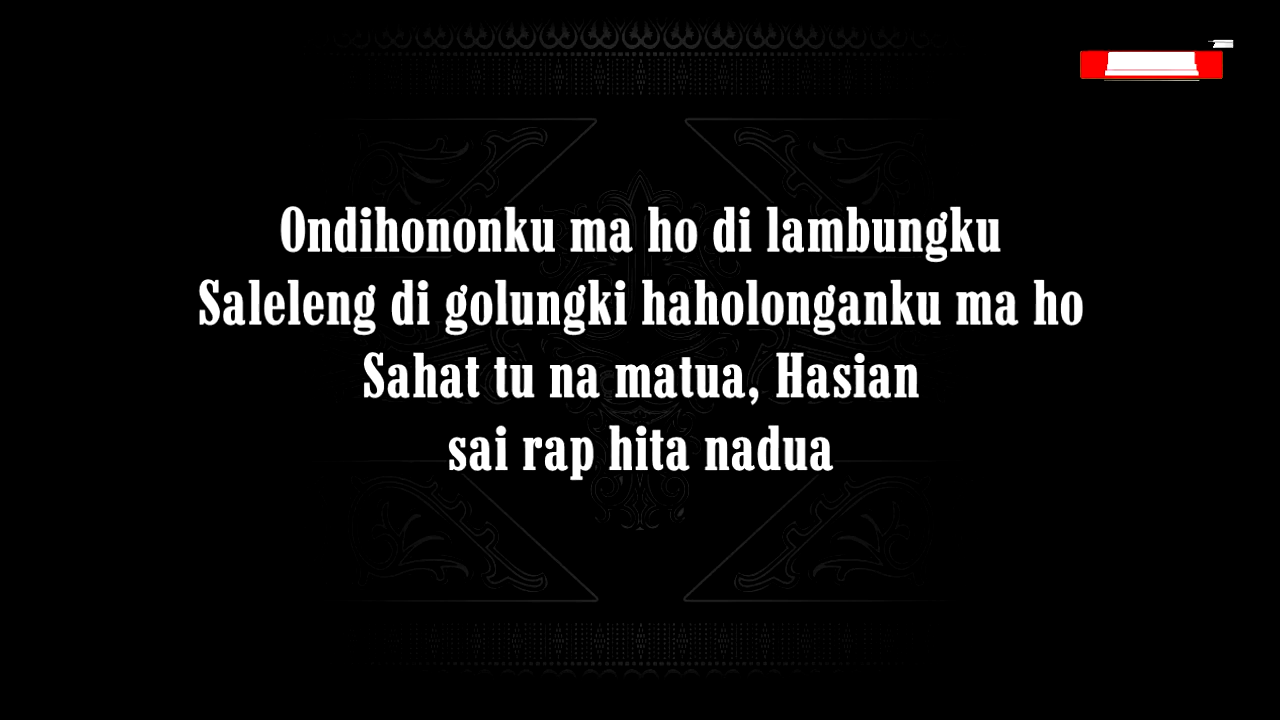 Ondihononku ma ho di lambungku
Saleleng di golungki haholonganku ma ho
Sahat tu na matua, Hasian
sai rap hita nadua